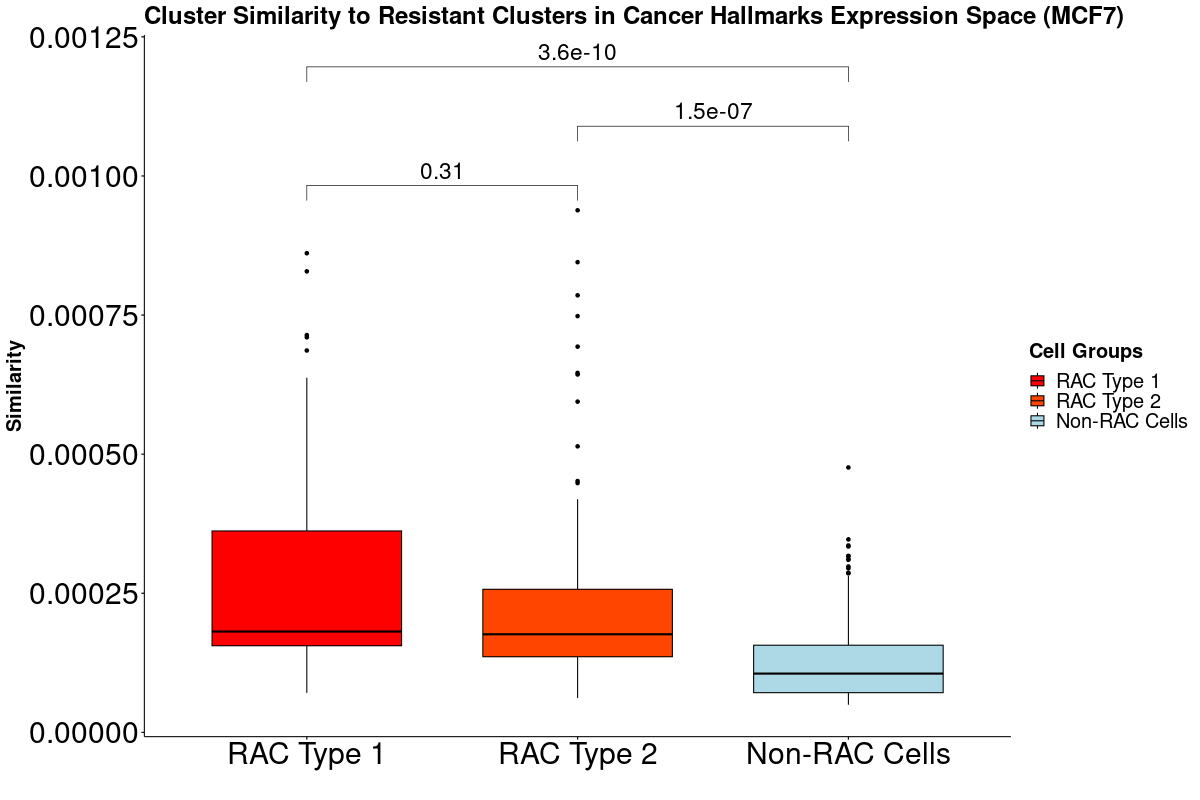 Cluster Similarity to Resistant Clusters in Cancer Hallmarks Expression Space (MCF7)
0.00125
3.6e-10
1.5e-07
0.00100
0.31
0.00075
Similarity
Cell Groups
RAC Type 1
RAC Type 2
Non-RAC Cells
0.00050
0.00025
0.00000
RAC Type 1
RAC Type 2
Non-RAC Cells